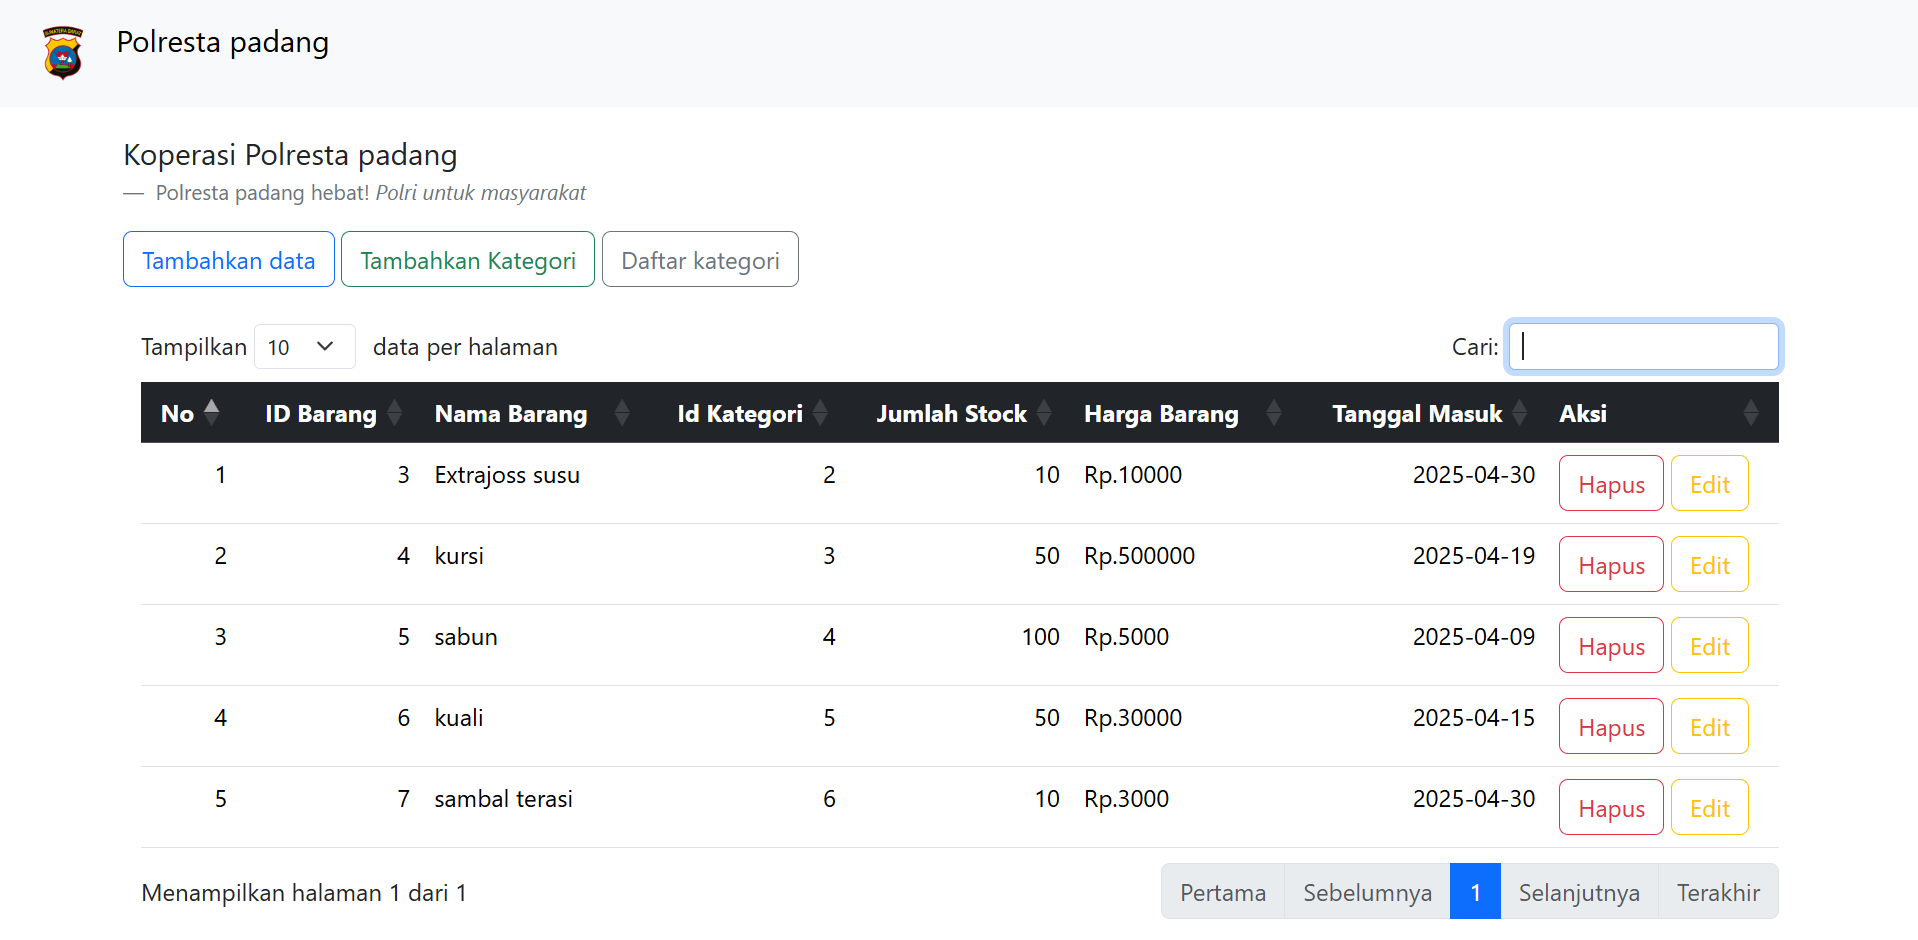 Polresta padang
Koperasi Polresta padang
— Polresta padang hebat! Polri untuk masyarakat
Tambahkan data Tambahkan Kategori Daftar kategori
Tampilkan 10 data per halaman Cari:
No ID Barang Nama Barang Id Kategori Jumlah Stock Harga Barang Tanggal Masuk Aksi
1 3 Extrajoss susu 2 10 Rp.10000 2025-04-30 Hapus Edit
2 4 kursi 3 50 Rp.500000 2025-04-19 Hapus Edit
3 5 sabun 4 100 Rp.5000 2025-04-09 Hapus Edit
4 6 kuali 5 50 Rp.30000 2025-04-15 Hapus Edit
5 7 sambal terasi 6 10 Rp.3000 2025-04-30 Hapus Edit
Menampilkan halaman 1 dari 1 Pertama Sebelumnya 1 Selanjutnya Terakhir